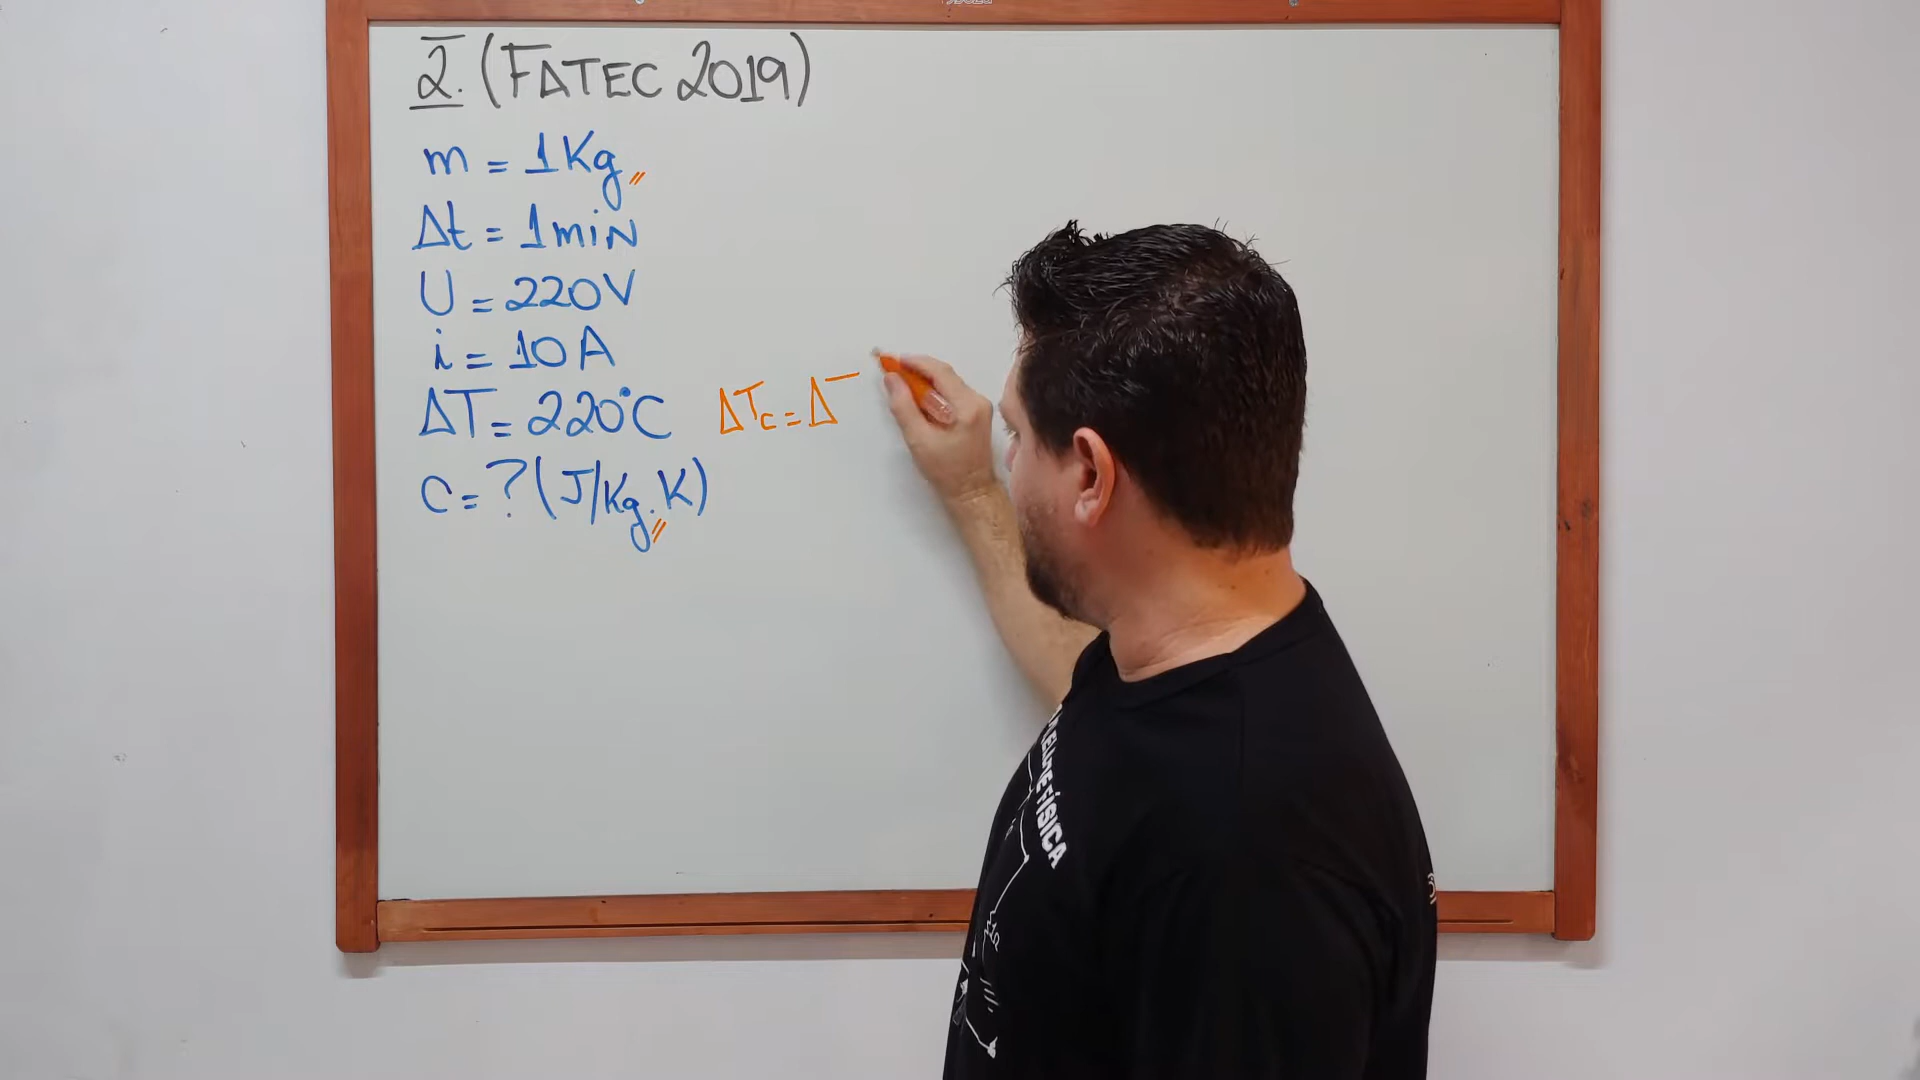 2. (FATEC 2019)
m = 1Kg
Δt = 1min
U = 220V
i = 10A
ΔT = 220°C ΔTc = Δ
C = ? (J/Kg.K)